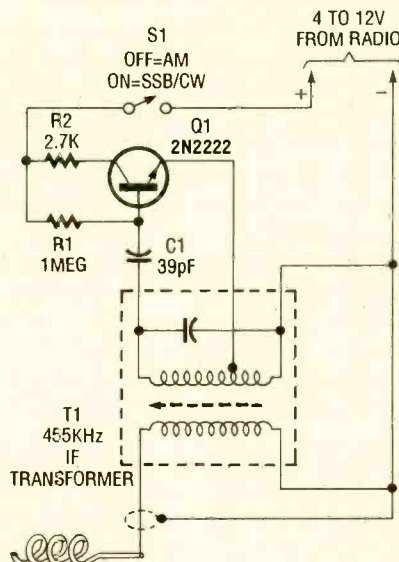 4 TO 12V
FROM RADIO
S1
OFF=AM
ON=SSB/CW
+
-
R2
2.7K
Q1
2N2222
R1
1MEG
C1
39pF
T1
455KHz
IF
TRANSFORMER